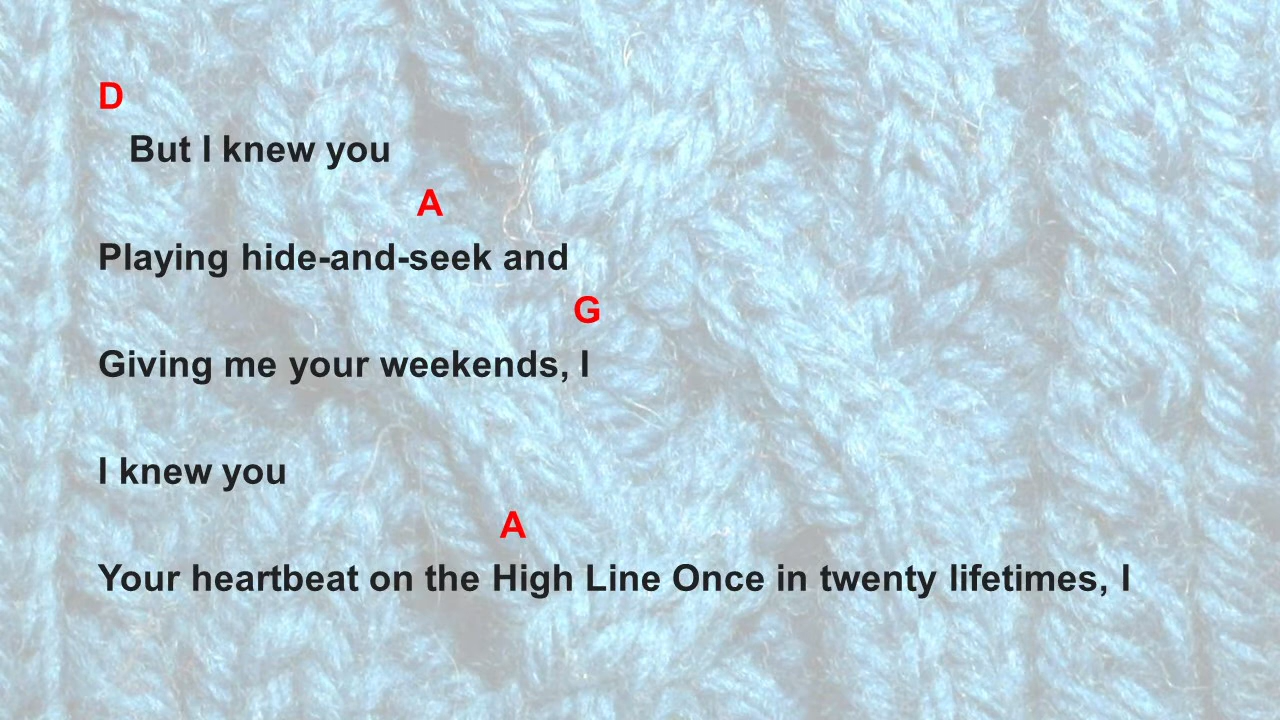 D
But I knew you
A
Playing hide-and-seek and
G
Giving me your weekends, I
I knew you
A
Your heartbeat on the High Line Once in twenty lifetimes, I